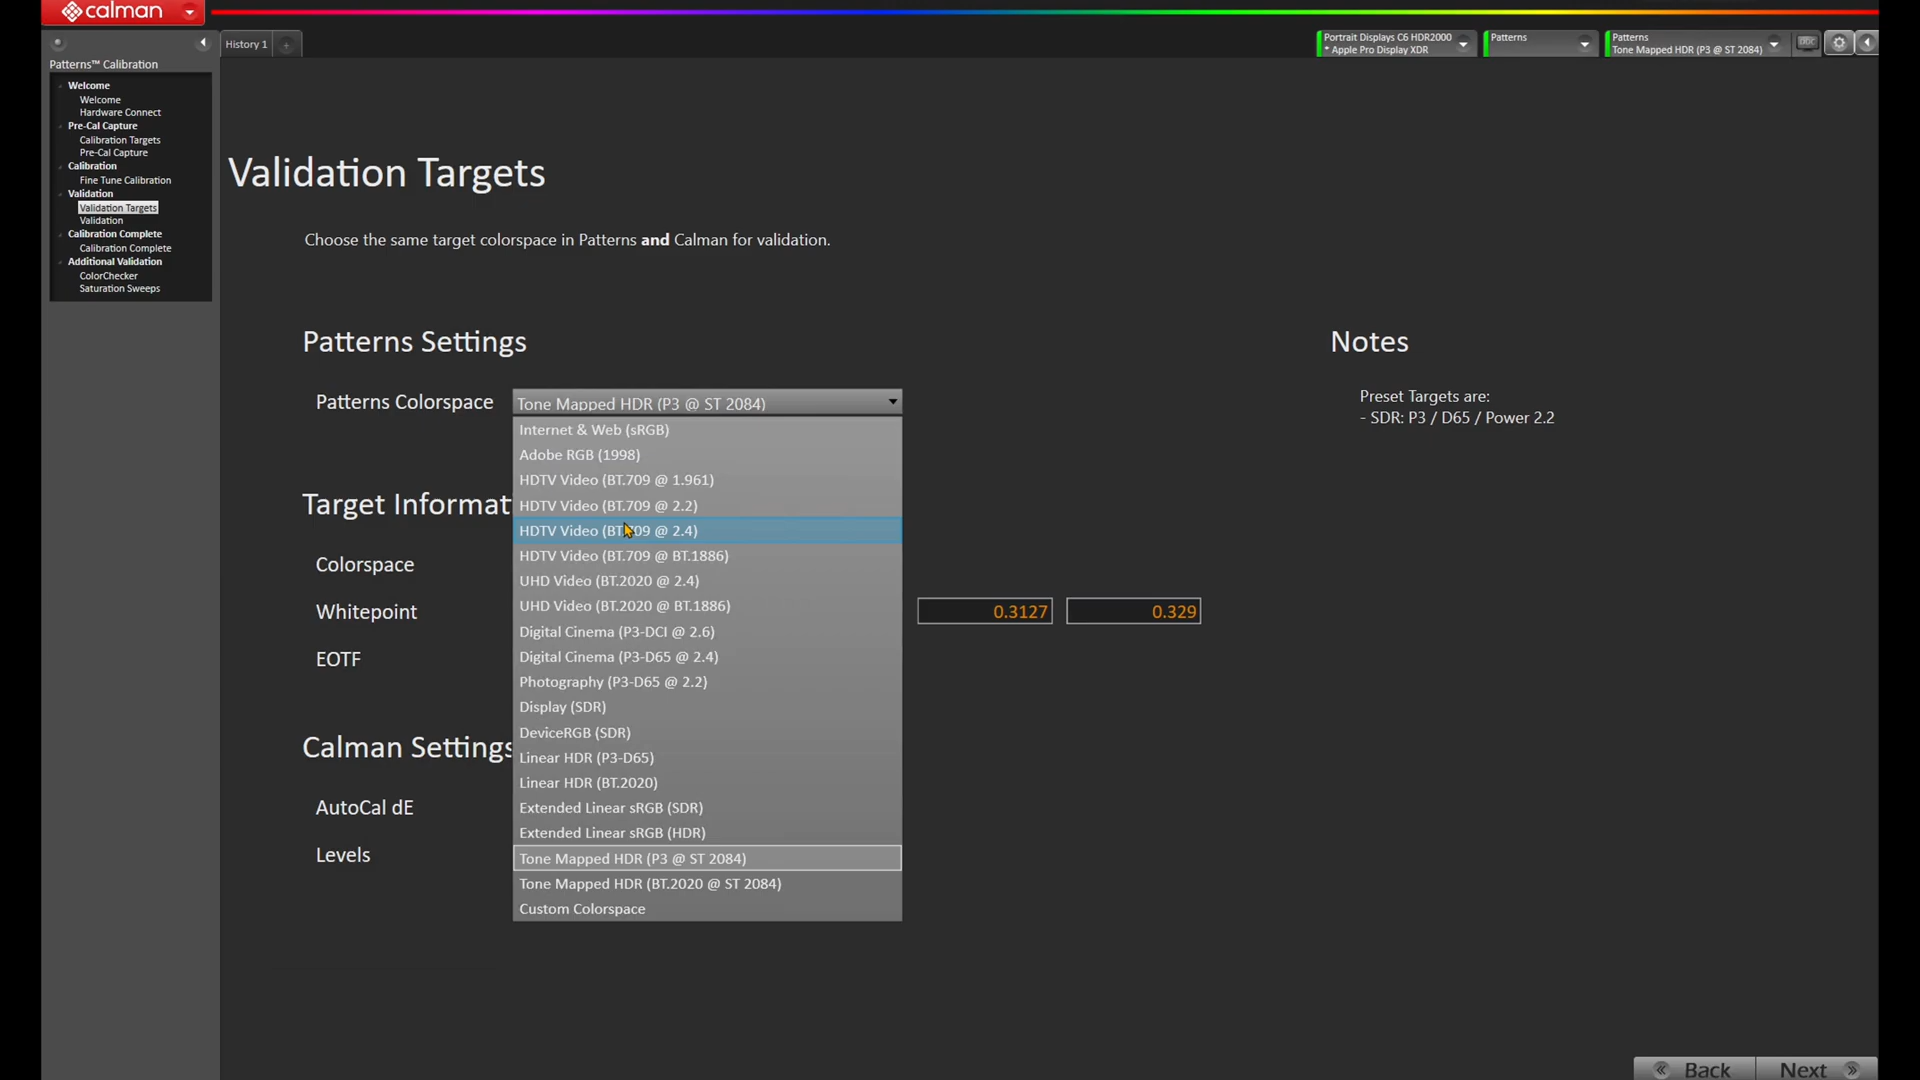 calman
History 1
Portrait Displays C6 HDR2000
* Apple Pro Display XDR
Patterns
Patterns
Tone Mapped HDR (P3 @ ST 2084)
Patterns™ Calibration
Welcome
Welcome
Hardware Connect
Pre-Cal Capture
Calibration Targets
Pre-Cal Capture
Calibration
Fine Tune Calibration
Validation
Validation Targets
Validation
Calibration Complete
Calibration Complete
Additional Validation
ColorChecker
Saturation Sweeps
Validation Targets
Choose the same target colorspace in Patterns and Calman for validation.
Patterns Settings
Patterns Colorspace
Tone Mapped HDR (P3 @ ST 2084)
Internet & Web (sRGB)
Adobe RGB (1998)
HDTV Video (BT.709 @ 1.961)
HDTV Video (BT.709 @ 2.2)
HDTV Video (BT.709 @ 2.4)
HDTV Video (BT.709 @ BT.1886)
UHD Video (BT.2020 @ 2.4)
UHD Video (BT.2020 @ BT.1886)
Digital Cinema (P3-DCI @ 2.6)
Digital Cinema (P3-D65 @ 2.4)
Photography (P3-D65 @ 2.2)
Display (SDR)
DeviceRGB (SDR)
Linear HDR (P3-D65)
Linear HDR (BT.2020)
Extended Linear sRGB (SDR)
Extended Linear sRGB (HDR)
Tone Mapped HDR (P3 @ ST 2084)
Tone Mapped HDR (BT.2020 @ ST 2084)
Custom Colorspace
Target Informat
Colorspace
Whitepoint
0.3127
0.329
EOTF
Calman Settings
AutoCal dE
Levels
Notes
Preset Targets are:
- SDR: P3 / D65 / Power 2.2
Back
Next